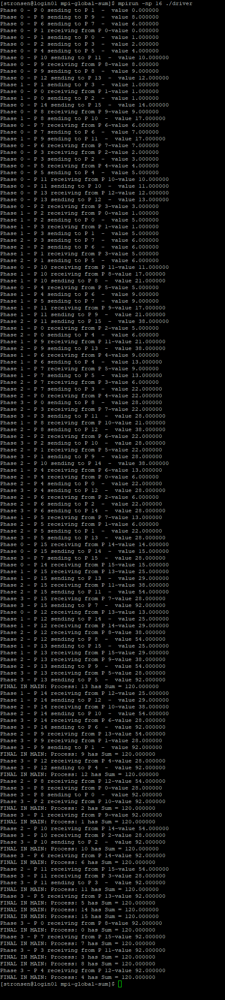 [stronsen@login01 mpi-global-sum]$ mpirun -np 16 ./driver
Phase 0 - P 0 sending to P 1  -  value 0.000000
Phase 0 - P 8 sending to P 9  -  value 8.000000
Phase 0 - P 6 sending to P 7  -  value 6.000000
Phase 0 - P 1 receiving from P 0-value 0.000000
Phase 0 - P 1 sending to P 0  -  value 1.000000
Phase 0 - P 2 sending to P 3  -  value 2.000000
Phase 0 - P 4 sending to P 5  -  value 4.000000
Phase 0 - P 10 sending to P 11  -  value 10.000000
Phase 0 - P 9 receiving from P 8-value 8.000000
Phase 0 - P 9 sending to P 8  -  value 9.000000
Phase 0 - P 12 sending to P 13  -  value 12.000000
Phase 1 - P 1 sending to P 3  -  value 1.000000
Phase 0 - P 0 receiving from P 1-value 1.000000
Phase 1 - P 0 sending to P 2  -  value 1.000000
Phase 0 - P 14 sending to P 15  -  value 14.000000
Phase 0 - P 8 receiving from P 9-value 9.000000
Phase 1 - P 8 sending to P 10  -  value 17.000000
Phase 0 - P 7 receiving from P 6-value 6.000000
Phase 0 - P 7 sending to P 6  -  value 7.000000
Phase 1 - P 9 sending to P 11  -  value 17.000000
Phase 0 - P 6 receiving from P 7-value 7.000000
Phase 0 - P 3 receiving from P 2-value 2.000000
Phase 0 - P 3 sending to P 2  -  value 3.000000
Phase 0 - P 5 receiving from P 4-value 4.000000
Phase 0 - P 5 sending to P 4  -  value 5.000000
Phase 0 - P 11 receiving from P 10-value 10.000000
Phase 0 - P 11 sending to P 10  -  value 11.000000
Phase 0 - P 13 receiving from P 12-value 12.000000
Phase 0 - P 13 sending to P 12  -  value 13.000000
Phase 0 - P 2 receiving from P 3-value 3.000000
Phase 1 - P 2 receiving from P 0-value 1.000000
Phase 1 - P 2 sending to P 0  -  value 5.000000
Phase 1 - P 3 receiving from P 1-value 1.000000
Phase 1 - P 3 sending to P 1  -  value 5.000000
Phase 2 - P 3 sending to P 7  -  value 6.000000
Phase 2 - P 2 sending to P 6  -  value 6.000000
Phase 1 - P 1 receiving from P 3-value 5.000000
Phase 2 - P 1 sending to P 5  -  value 6.000000
Phase 0 - P 10 receiving from P 11-value 11.000000
Phase 1 - P 10 receiving from P 8-value 17.000000
Phase 1 - P 10 sending to P 8  -  value 21.000000
Phase 0 - P 4 receiving from P 5-value 5.000000
Phase 1 - P 4 sending to P 6  -  value 9.000000
Phase 1 - P 5 sending to P 7  -  value 9.000000
Phase 1 - P 11 receiving from P 9-value 17.000000
Phase 1 - P 11 sending to P 9  -  value 21.000000
Phase 2 - P 11 sending to P 15  -  value 38.000000
Phase 1 - P 0 receiving from P 2-value 5.000000
Phase 2 - P 0 sending to P 4  -  value 6.000000
Phase 1 - P 9 receiving from P 11-value 21.000000
Phase 2 - P 9 sending to P 13  -  value 38.000000
Phase 1 - P 6 receiving from P 4-value 9.000000
Phase 1 - P 6 sending to P 4  -  value 13.000000
Phase 1 - P 7 receiving from P 5-value 9.000000
Phase 1 - P 7 sending to P 5  -  value 13.000000
Phase 2 - P 7 receiving from P 3-value 6.000000
Phase 2 - P 7 sending to P 3  -  value 22.000000
Phase 2 - P 0 receiving from P 4-value 22.000000
Phase 3 - P 0 sending to P 8  -  value 28.000000
Phase 2 - P 3 receiving from P 7-value 22.000000
Phase 3 - P 3 sending to P 11  -  value 28.000000
Phase 1 - P 8 receiving from P 10-value 21.000000
Phase 2 - P 8 sending to P 12  -  value 38.000000
Phase 2 - P 2 receiving from P 6-value 22.000000
Phase 3 - P 2 sending to P 10  -  value 28.000000
Phase 2 - P 1 receiving from P 5-value 22.000000
Phase 3 - P 1 sending to P 9  -  value 28.000000
Phase 2 - P 10 sending to P 14  -  value 38.000000
Phase 1 - P 4 receiving from P 6-value 13.000000
Phase 2 - P 4 receiving from P 0-value 6.000000
Phase 2 - P 4 sending to P 0  -  value 22.000000
Phase 3 - P 4 sending to P 12  -  value 28.000000
Phase 2 - P 6 receiving from P 2-value 6.000000
Phase 2 - P 6 sending to P 2  -  value 22.000000
Phase 3 - P 6 sending to P 14  -  value 28.000000
Phase 1 - P 5 receiving from P 7-value 13.000000
Phase 2 - P 5 receiving from P 1-value 6.000000
Phase 2 - P 5 sending to P 1  -  value 22.000000
Phase 3 - P 5 sending to P 13  -  value 28.000000
Phase 0 - P 15 receiving from P 14-value 14.000000
Phase 0 - P 15 sending to P 14  -  value 15.000000
Phase 3 - P 7 sending to P 15  -  value 28.000000
Phase 0 - P 14 receiving from P 15-value 15.000000
Phase 1 - P 15 receiving from P 13-value 25.000000
Phase 1 - P 15 sending to P 13  -  value 29.000000
Phase 2 - P 15 receiving from P 11-value 38.000000
Phase 2 - P 15 sending to P 11  -  value 54.000000
Phase 3 - P 15 receiving from P 7-value 28.000000
Phase 3 - P 15 sending to P 7  -  value 92.000000
Phase 0 - P 12 receiving from P 13-value 13.000000
Phase 1 - P 12 sending to P 14  -  value 25.000000
Phase 1 - P 12 receiving from P 14-value 29.000000
Phase 2 - P 12 receiving from P 8-value 38.000000
Phase 2 - P 12 sending to P 8  -  value 54.000000
Phase 1 - P 13 sending to P 15  -  value 25.000000
Phase 1 - P 13 receiving from P 15-value 29.000000
Phase 2 - P 13 receiving from P 9-value 38.000000
Phase 2 - P 13 sending to P 9  -  value 54.000000
Phase 3 - P 13 receiving from P 5-value 28.000000
Phase 3 - P 13 sending to P 5  -  value 92.000000
FINAL IN MAIN: Process: 13 has Sum = 120.000000
Phase 1 - P 14 receiving from P 12-value 25.000000
Phase 1 - P 14 sending to P 12  -  value 29.000000
Phase 2 - P 14 receiving from P 10-value 38.000000
Phase 2 - P 14 sending to P 10  -  value 54.000000
Phase 3 - P 14 receiving from P 6-value 28.000000
Phase 3 - P 14 sending to P 6  -  value 92.000000
Phase 2 - P 9 receiving from P 13-value 54.000000
Phase 3 - P 9 receiving from P 1-value 28.000000
Phase 3 - P 9 sending to P 1  -  value 92.000000
FINAL IN MAIN: Process: 9 has Sum = 120.000000
Phase 3 - P 12 receiving from P 4-value 28.000000
Phase 3 - P 12 sending to P 4  -  value 92.000000
FINAL IN MAIN: Process: 12 has Sum = 120.000000
Phase 2 - P 8 receiving from P 12-value 54.000000
Phase 3 - P 8 receiving from P 0-value 28.000000
Phase 3 - P 8 sending to P 0  -  value 92.000000
Phase 3 - P 2 receiving from P 10-value 92.000000
FINAL IN MAIN: Process: 2 has Sum = 120.000000
Phase 3 - P 1 receiving from P 9-value 92.000000
FINAL IN MAIN: Process: 1 has Sum = 120.000000
Phase 2 - P 10 receiving from P 14-value 54.000000
Phase 3 - P 10 receiving from P 2-value 28.000000
Phase 3 - P 10 sending to P 2  -  value 92.000000
FINAL IN MAIN: Process: 10 has Sum = 120.000000
Phase 3 - P 6 receiving from P 14-value 92.000000
FINAL IN MAIN: Process: 6 has Sum = 120.000000
Phase 2 - P 11 receiving from P 15-value 54.000000
Phase 3 - P 11 receiving from P 3-value 28.000000
Phase 3 - P 11 sending to P 3  -  value 92.000000
FINAL IN MAIN: Process: 11 has Sum = 120.000000
Phase 3 - P 5 receiving from P 13-value 92.000000
FINAL IN MAIN: Process: 5 has Sum = 120.000000
FINAL IN MAIN: Process: 14 has Sum = 120.000000
FINAL IN MAIN: Process: 15 has Sum = 120.000000
Phase 3 - P 0 receiving from P 8-value 92.000000
FINAL IN MAIN: Process: 0 has Sum = 120.000000
Phase 3 - P 7 receiving from P 15-value 92.000000
FINAL IN MAIN: Process: 7 has Sum = 120.000000
Phase 3 - P 3 receiving from P 11-value 92.000000
FINAL IN MAIN: Process: 3 has Sum = 120.000000
FINAL IN MAIN: Process: 8 has Sum = 120.000000
Phase 3 - P 4 receiving from P 12-value 92.000000
FINAL IN MAIN: Process: 4 has Sum = 120.000000
[stronsen@login01 mpi-global-sum]$